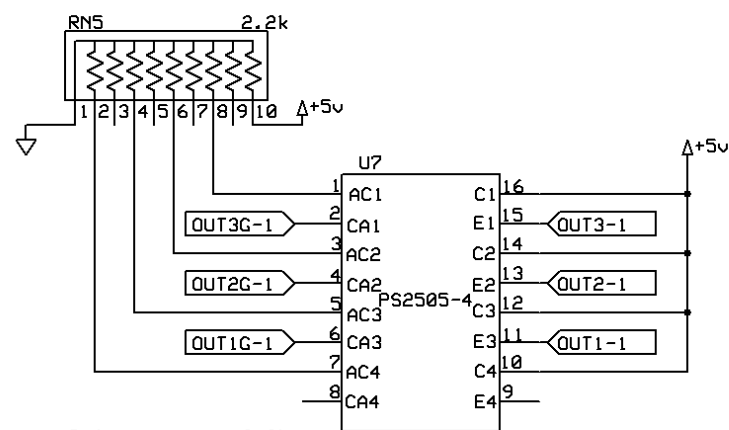 RN5 2.2k
1 2 3 4 5 6 7 8 9 10
+5v
+5v
U7
1 AC1 C1 16
OUT3G-1 2 CA1 E1 15 OUT3-1
3 AC2 C2 14
OUT2G-1 4 CA2 E2 13 OUT2-1
PS2505-4
5 AC3 C3 12
OUT1G-1 6 CA3 E3 11 OUT1-1
7 AC4 C4 10
8 CA4 E4 9